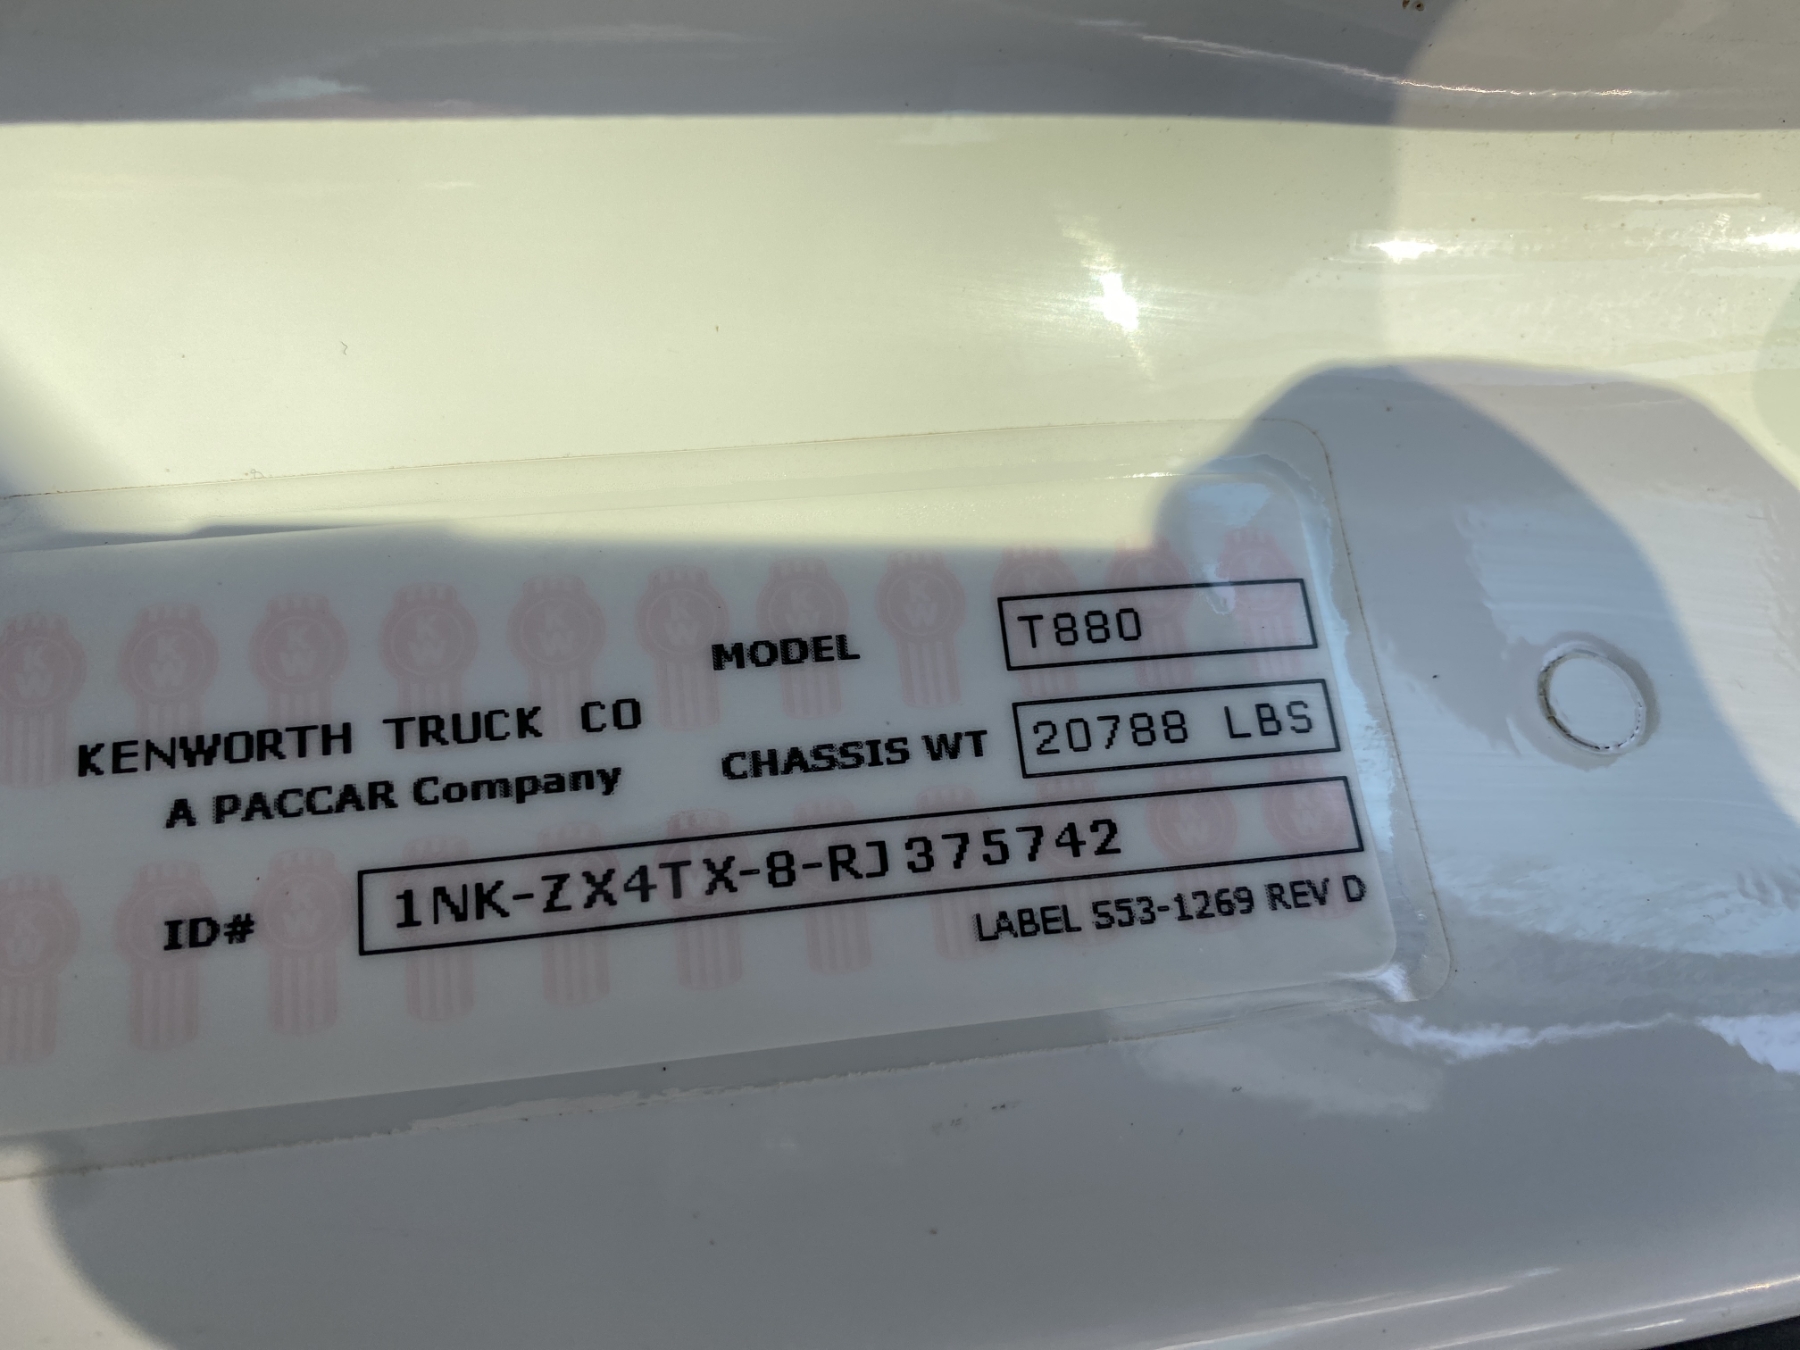 MODEL T880
KENWORTH TRUCK CO
CHASSIS WT 20788 LBS
A PACCAR Company
ID# 1NK-ZX4TX-8-RJ375742
LABEL S53-1269 REV D